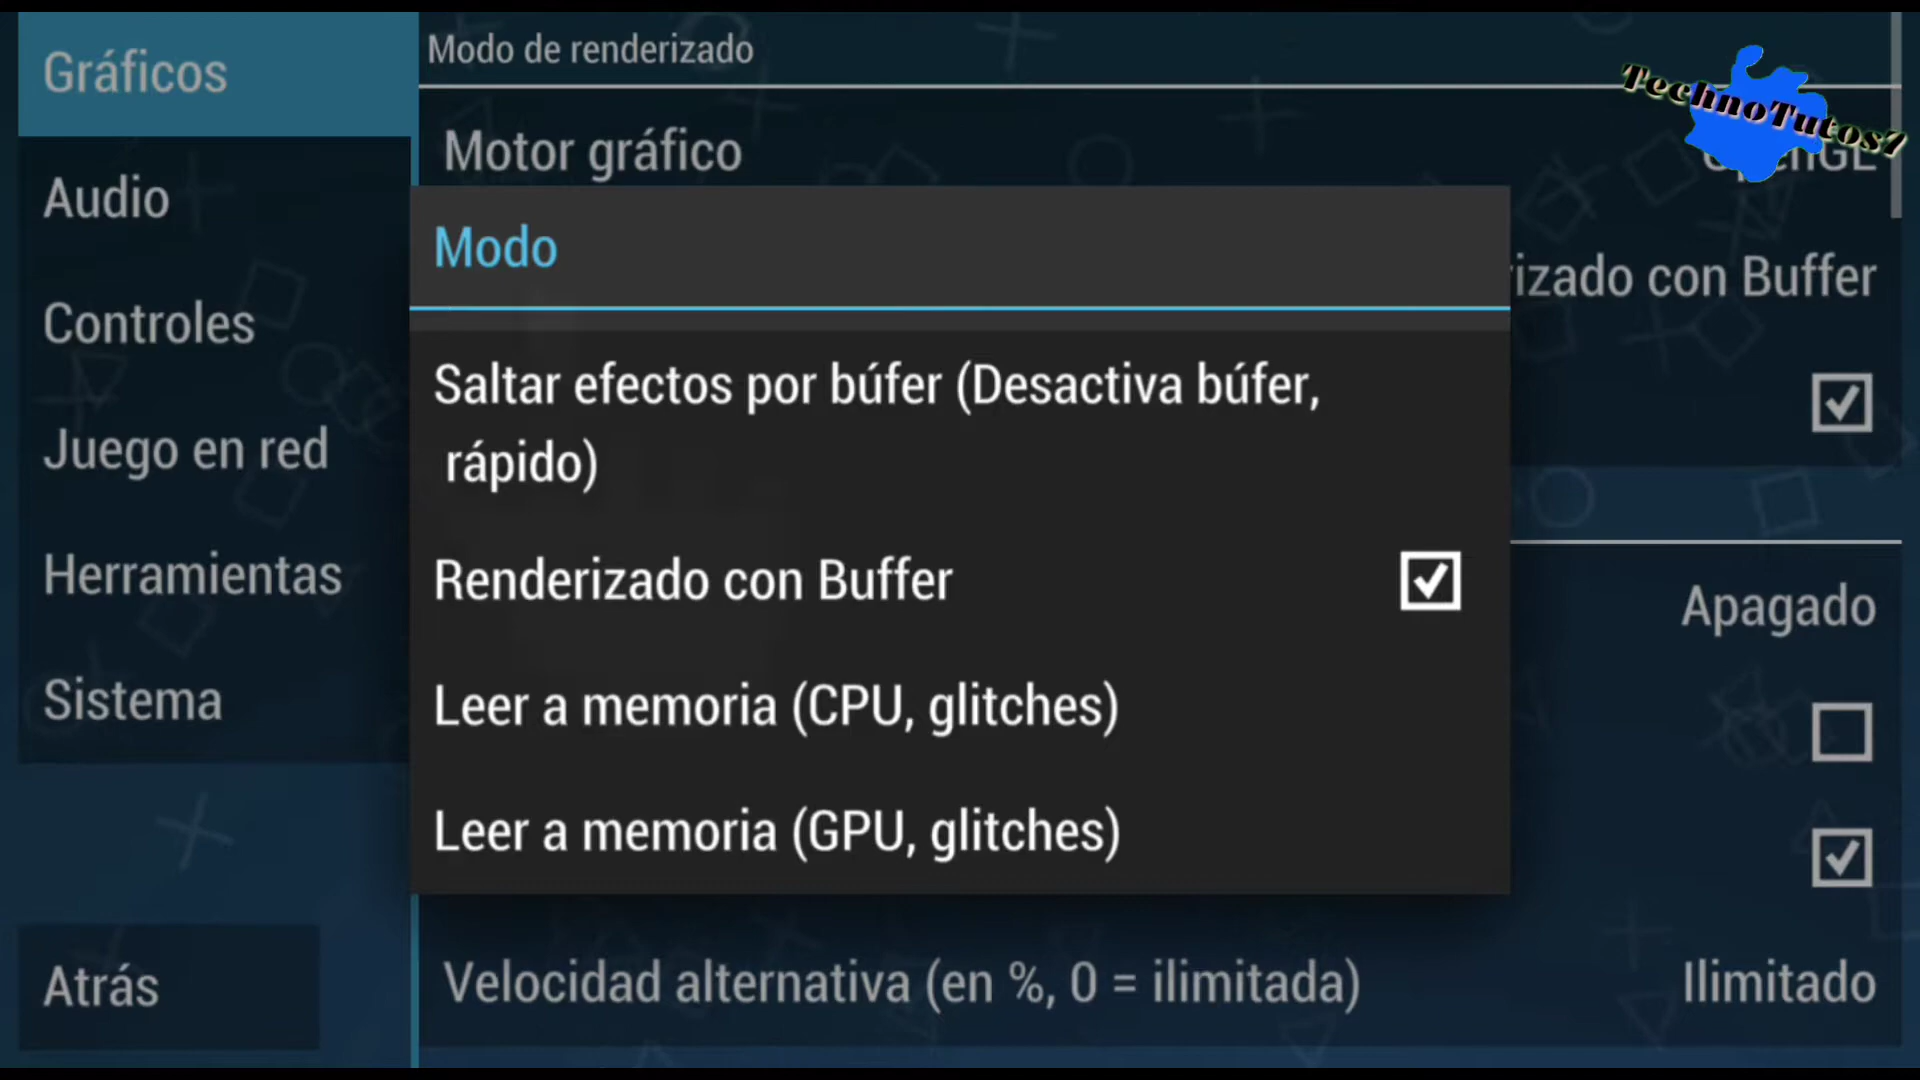 Gráficos
Audio
Controles
Juego en red
Herramientas
Sistema
Atrás
Modo de renderizado
TechnoTutos7
Motor gráfico
Modo
izado con Buffer
Saltar efectos por búfer (Desactiva búfer,
rápido)
Renderizado con Buffer
Leer a memoria (CPU, glitches)
Leer a memoria (GPU, glitches)
Apagado
Velocidad alternativa (en %, 0 = ilimitada)
Ilimitado